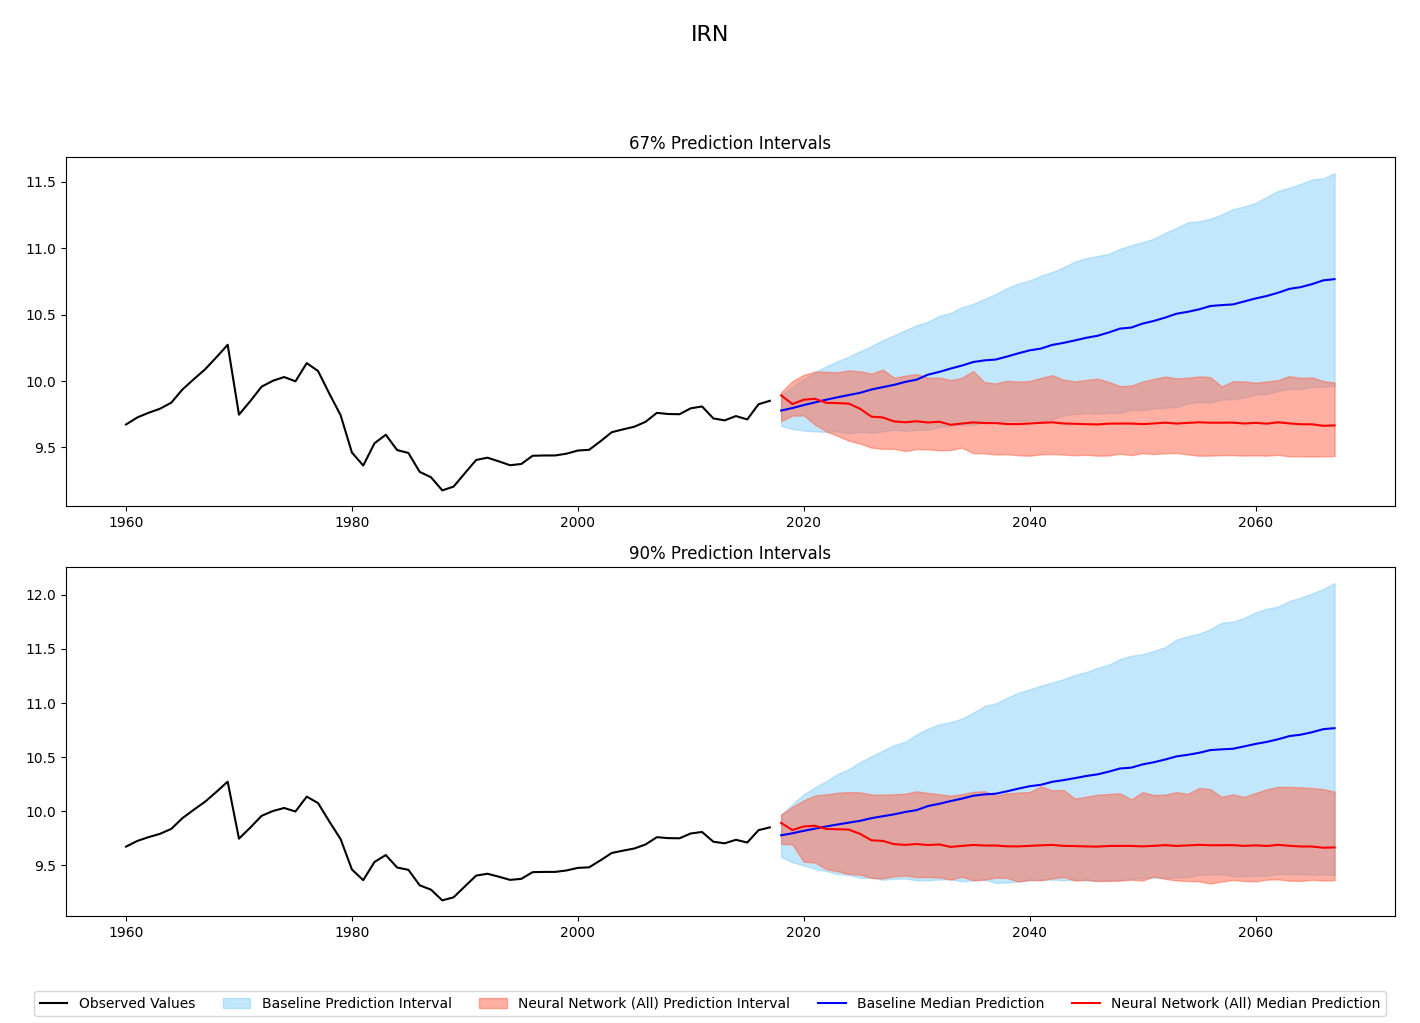 IRN
67% Prediction Intervals
11.5
11.0
10.5
10.0
9.5
1960 1980 2000 2020 2040 2060
90% Prediction Intervals
12.0
11.5
11.0
10.5
10.0
9.5
1960 1980 2000 2020 2040 2060
Observed Values Baseline Prediction Interval Neural Network (All) Prediction Interval Baseline Median Prediction Neural Network (All) Median Prediction